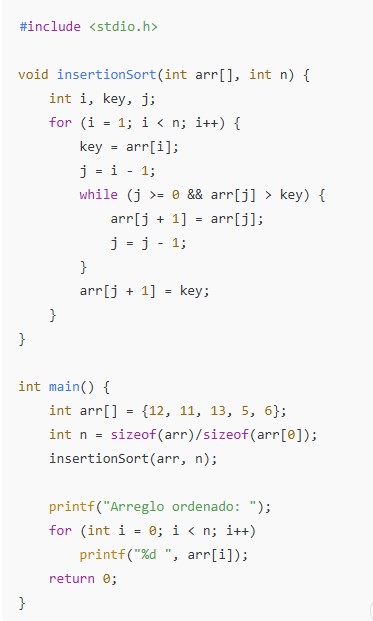 #include <stdio.h>
void insertionSort(int arr[], int n) {
    int i, key, j;
    for (i = 1; i < n; i++) {
        key = arr[i];
        j = i - 1;
        while (j >= 0 && arr[j] > key) {
            arr[j + 1] = arr[j];
            j = j - 1;
        }
        arr[j + 1] = key;
    }
}
int main() {
    int arr[] = {12, 11, 13, 5, 6};
    int n = sizeof(arr)/sizeof(arr[0]);
    insertionSort(arr, n);
    printf("Arreglo ordenado: ");
    for (int i = 0; i < n; i++)
        printf("%d ", arr[i]);
    return 0;
}